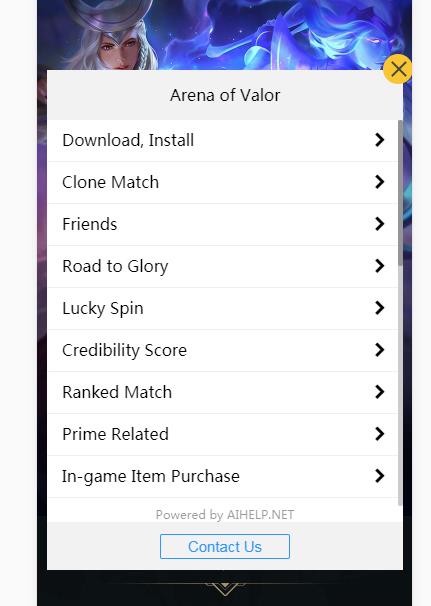 Arena of Valor
Download, Install
Clone Match
Friends
Road to Glory
Lucky Spin
Credibility Score
Ranked Match
Prime Related
In-game Item Purchase
Powered by AIHELP.NET
Contact Us